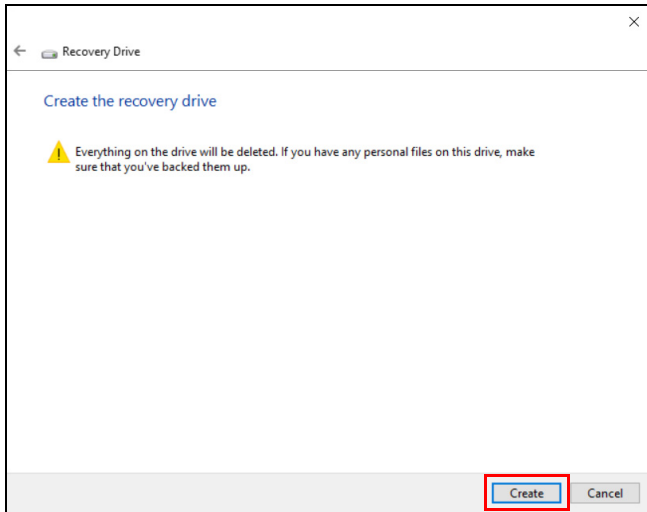 Recovery Drive
Create the recovery drive
Everything on the drive will be deleted. If you have any personal files on this drive, make
sure that you've backed them up.
Create Cancel